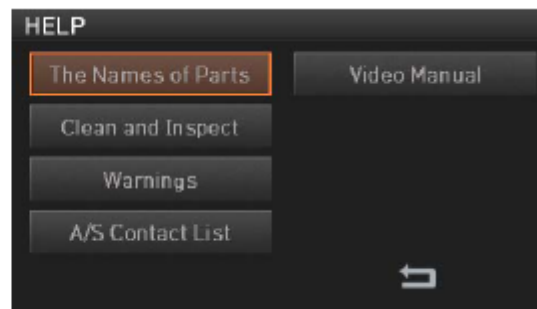 HELP
The Names of Parts
Video Manual
Clean and Inspect
Warnings
A/S Contact List